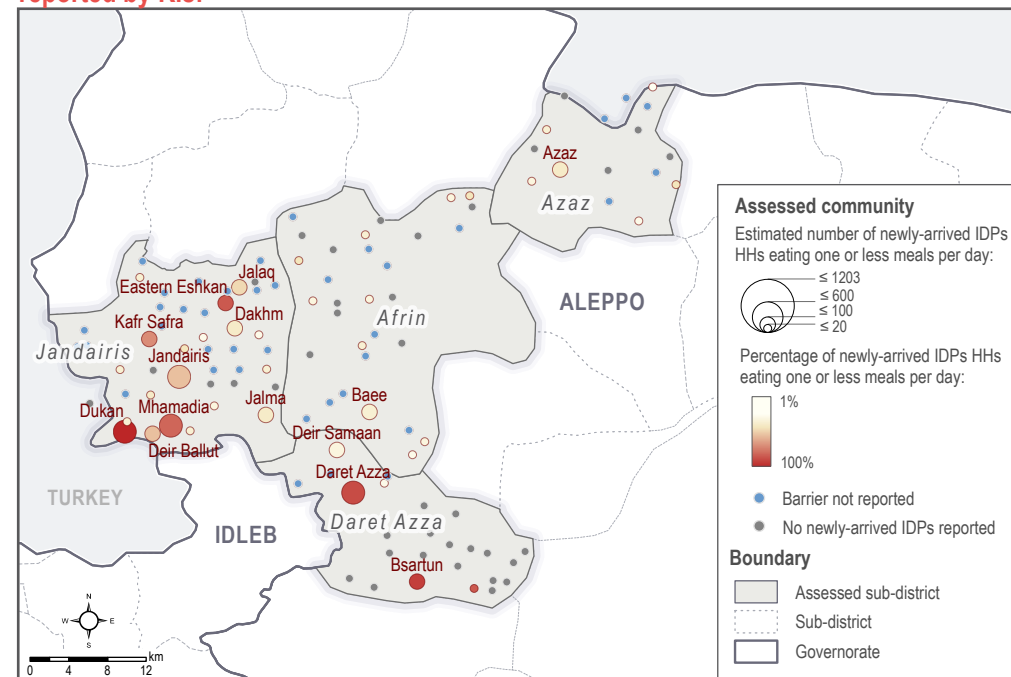 reported by KIs.
Azaz
Azaz
Jalaq
Eastern Eshkan
Dakhm
Kafr Safra
Jandairis
Jandairis
Afrin
ALEPPO
Dukan
Mhamadia
Jalma
Baee
Deir Ballut
Deir Samaan
Daret Azza
TURKEY
IDLEB
Daret Azza
Bsartun
N
W
E
S
km
0 4 8 12
Assessed community
Estimated number of newly-arrived IDPs
HHs eating one or less meals per day:
≤ 1203
≤ 600
≤ 100
≤ 20
Percentage of newly-arrived IDPs HHs
eating one or less meals per day:
1%
100%
Barrier not reported
No newly-arrived IDPs reported
Boundary
Assessed sub-district
Sub-district
Governorate